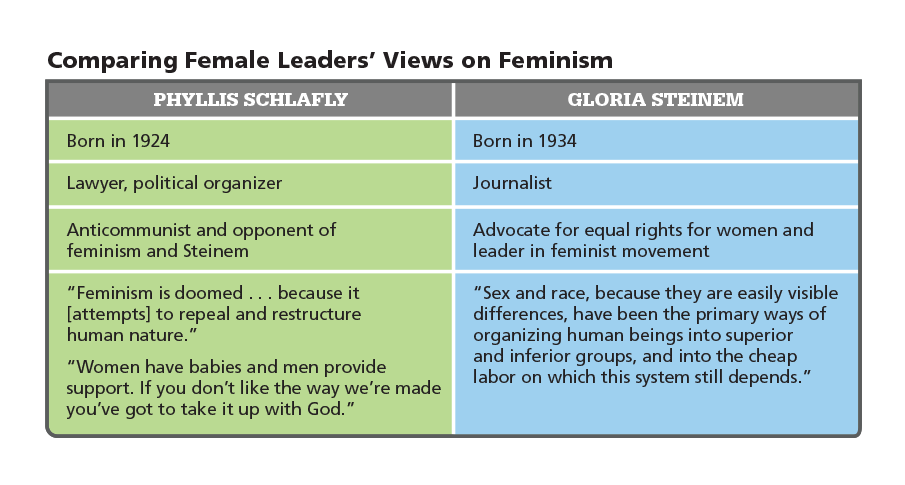 Comparing Female Leaders’ Views on Feminism
PHYLLIS SCHLAFLY
GLORIA STEINEM
Born in 1924
Born in 1934
Lawyer, political organizer
Journalist
Anticommunist and opponent of
feminism and Steinem
Advocate for equal rights for women and
leader in feminist movement
“Feminism is doomed . . . because it
[attempts] to repeal and restructure
human nature.”
“Women have babies and men provide
support. If you don’t like the way we’re made
you’ve got to take it up with God.”
“Sex and race, because they are easily visible
differences, have been the primary ways of
organizing human beings into superior
and inferior groups, and into the cheap
labor on which this system still depends.”